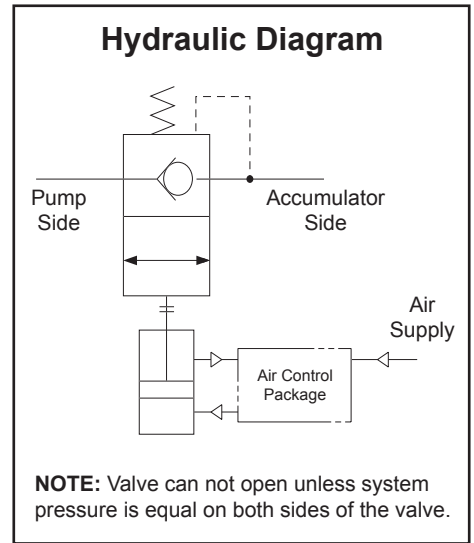 Hydraulic Diagram
Pump
Side
Accumulator
Side
Air
Supply
Air Control
Package
NOTE: Valve can not open unless system
pressure is equal on both sides of the valve.